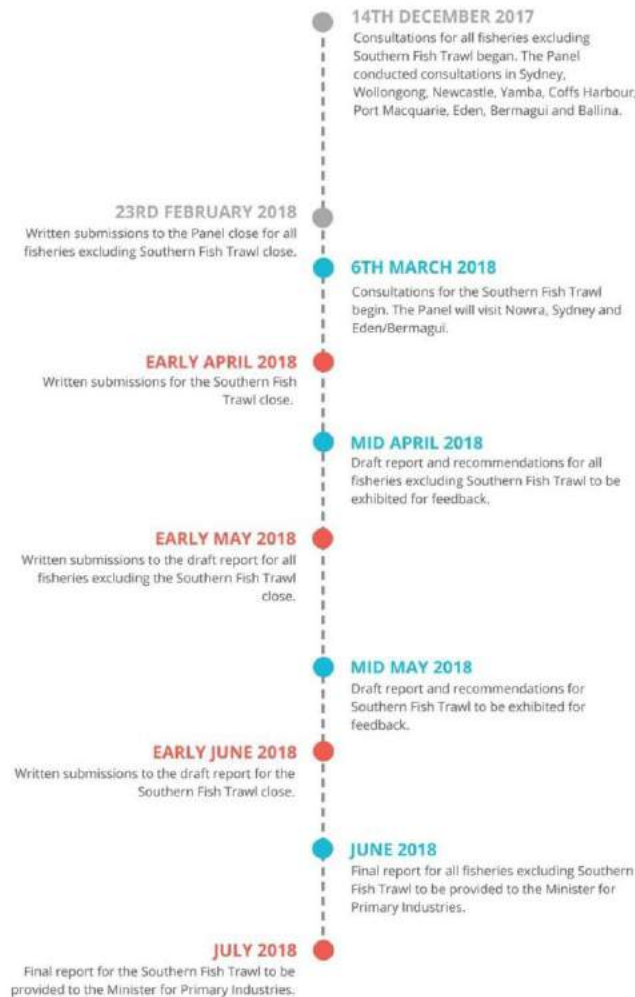 14TH DECEMBER 2017
Consultations for all fisheries excluding
Southern Fish Trawl began. The Panel
conducted consultations in Sydney,
Wollongong, Newcastle, Yamba, Coffs Harbour,
Port Macquarie, Eden, Bermagui and Ballina.
23RD FEBRUARY 2018
Written submissions to the Panel close for all
fisheries excluding Southern Fish Trawl close.
6TH MARCH 2018
Consultations for the Southern Fish Trawl
begin. The Panel will visit Nowra, Sydney and
Eden/Bermagui.
EARLY APRIL 2018
Written submissions for the Southern Fish
Trawl close.
MID APRIL 2018
Draft report and recommendations for all
fisheries excluding Southern Fish Trawl to be
exhibited for feedback.
EARLY MAY 2018
Written submissions to the draft report for all
fisheries excluding the Southern Fish Trawl
close.
MID MAY 2018
Draft report and recommendations for
Southern Fish Trawl to be exhibited for
feedback.
EARLY JUNE 2018
Written submissions to the draft report for the
Southern Fish Trawl close.
JUNE 2018
Final report for all fisheries excluding Southern
Fish Trawl to be provided to the Minister for
Primary Industries.
JULY 2018
Final report for the Southern Fish Trawl to be
provided to the Minister for Primary Industries.